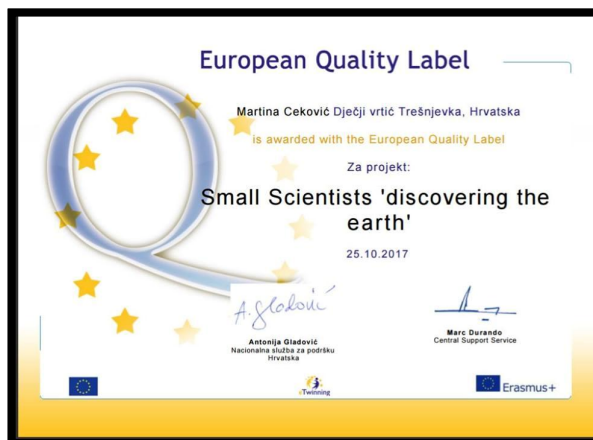 European Quality Label
Martina Ceković Dječji vrtić Trešnjevka, Hrvatska
is awarded with the European Quality Label
Za projekt:
Small Scientists 'discovering the
earth'
25.10.2017
A. Gladović
Antonija Gladović
Nacionalna služba za podršku
Hrvatska
Marc Durando
Central Support Service
eTwinning
Erasmus+